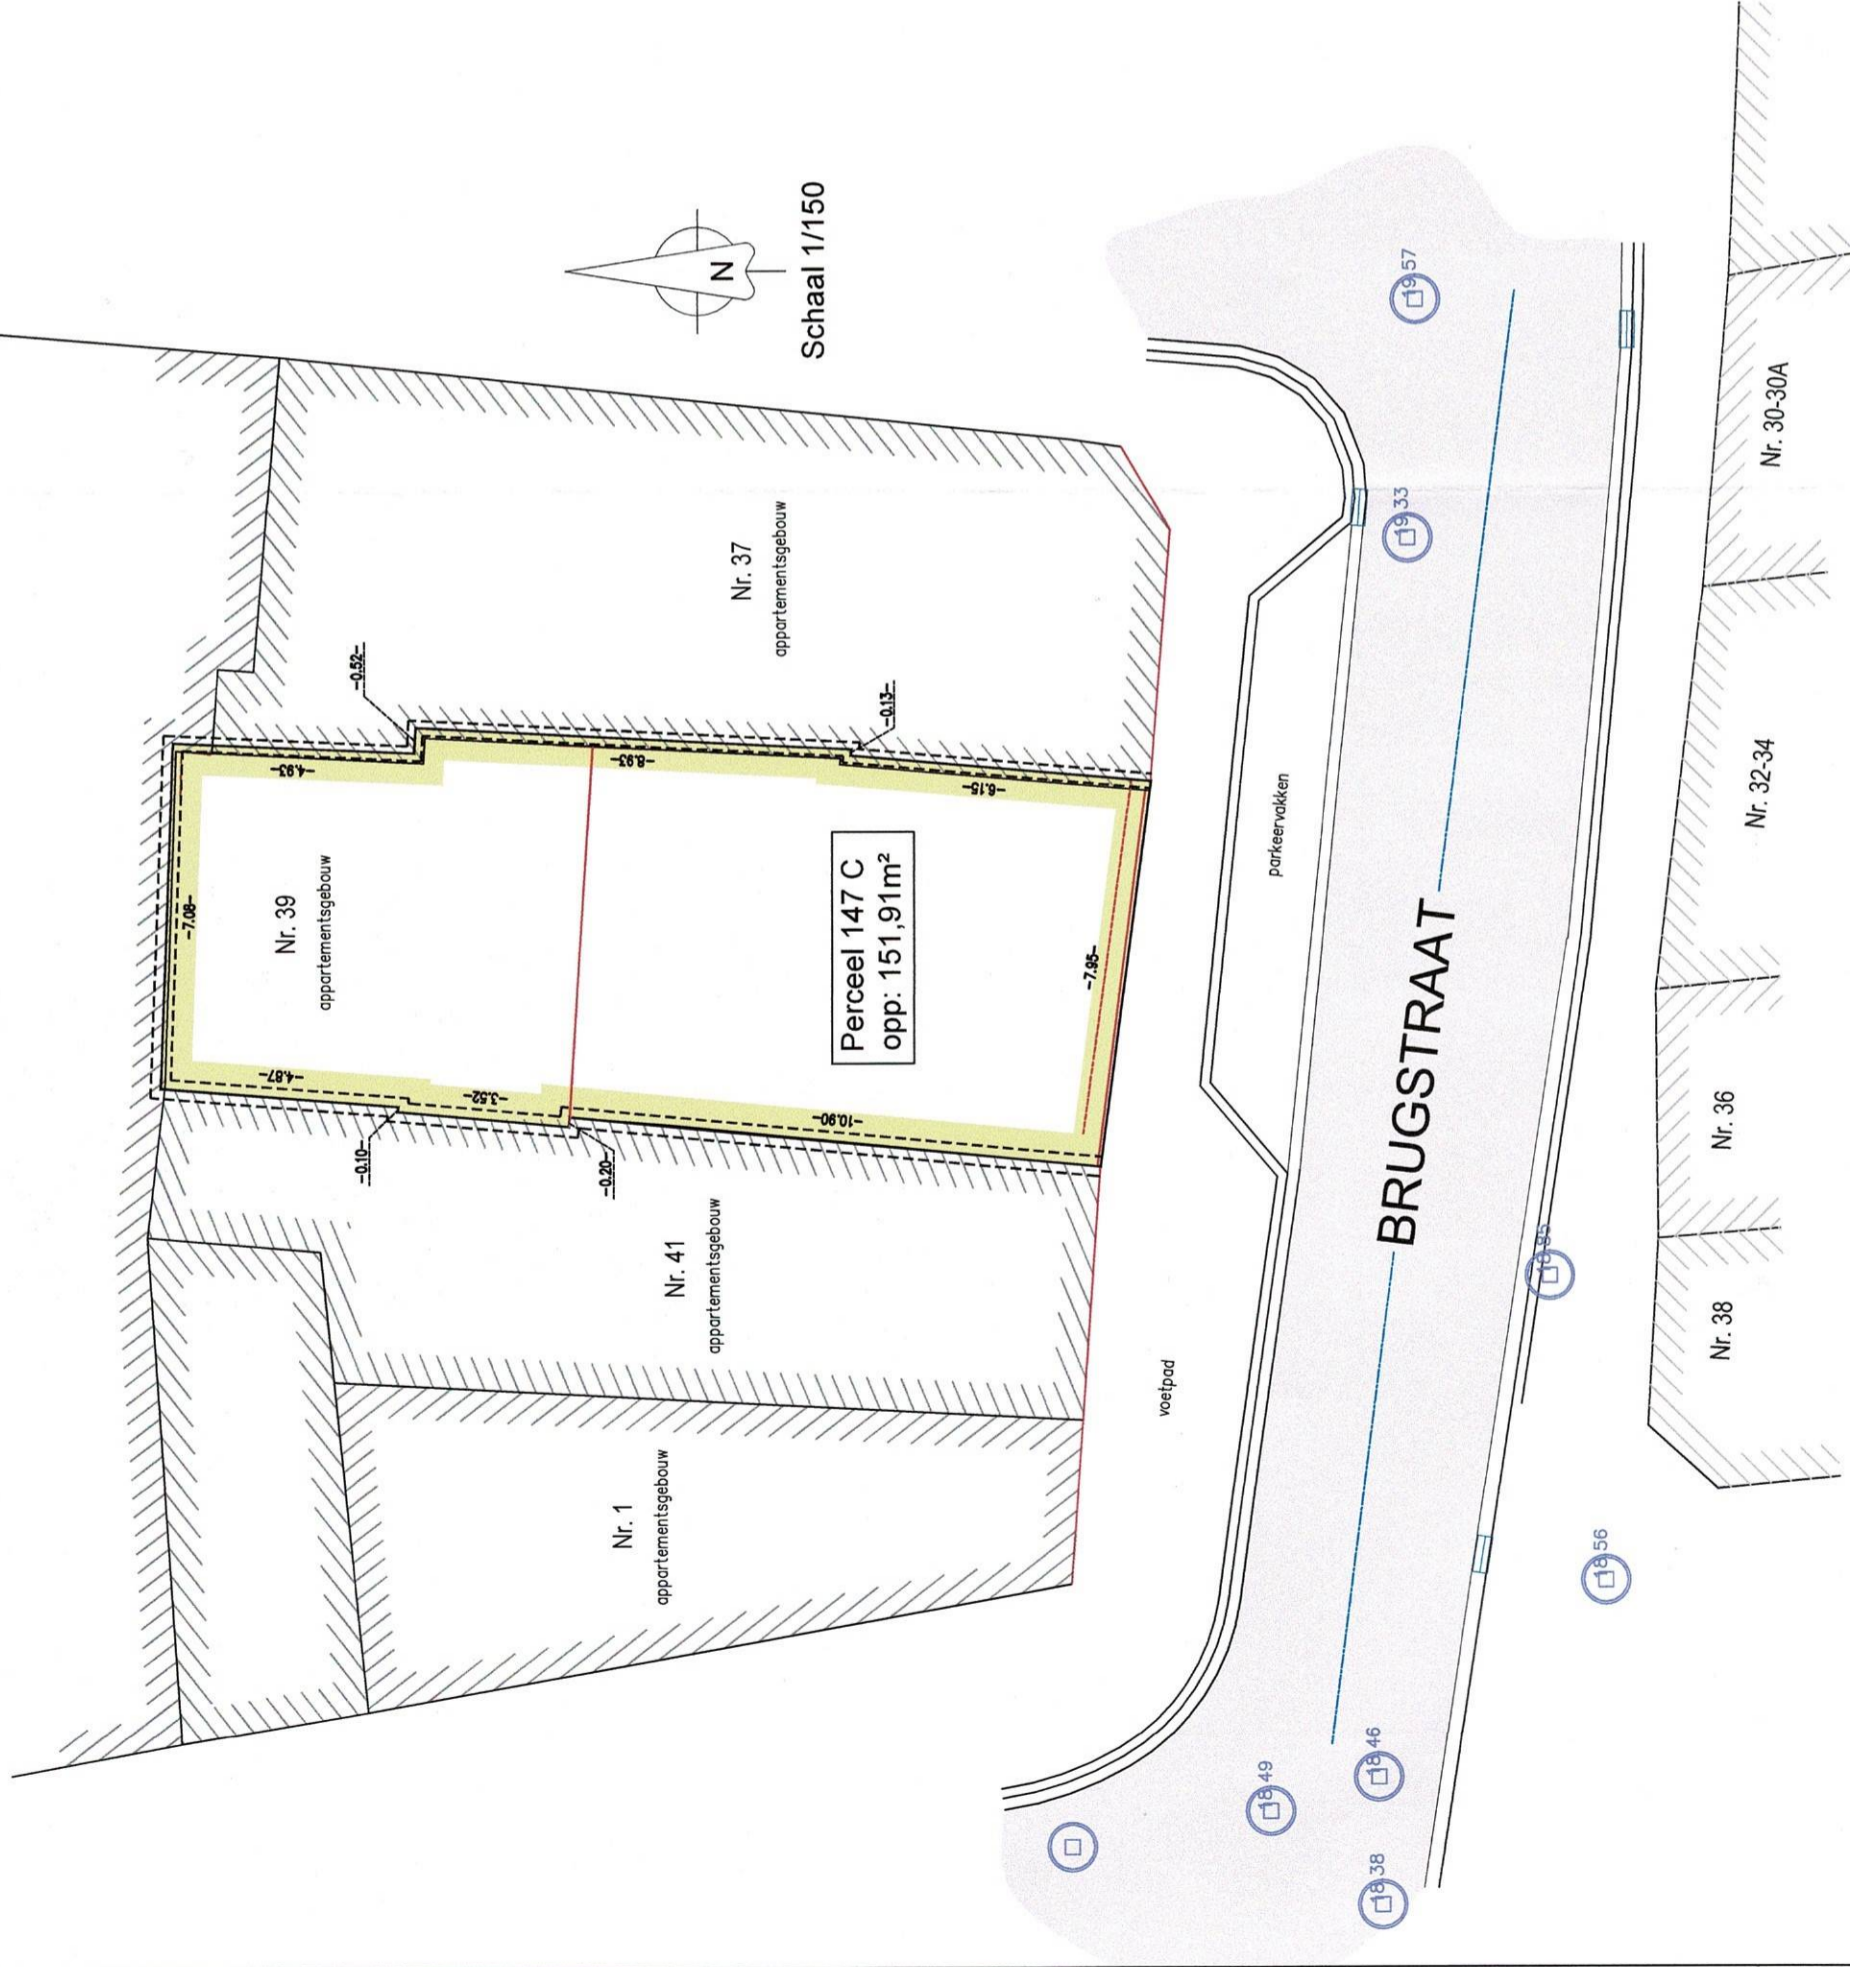 Schaal 1/150
N
Nr. 39
appartementsgebouw
Perceel 147 C
opp: 151,91m²
Nr. 37
appartementsgebouw
Nr. 41
appartementsgebouw
Nr. 1
appartementsgebouw
-7.08-
-4.93-
-0.52-
-8.93-
-0.13-
-6.15-
-7.95-
-10.90-
-0.20-
-3.52-
-0.10-
-4.87-
parkeervakken
voetpad
BRUGSTRAAT
19.57
19.33
18.85
18.56
18.49
18.46
18.38
Nr. 38
Nr. 36
Nr. 32-34
Nr. 30-30A